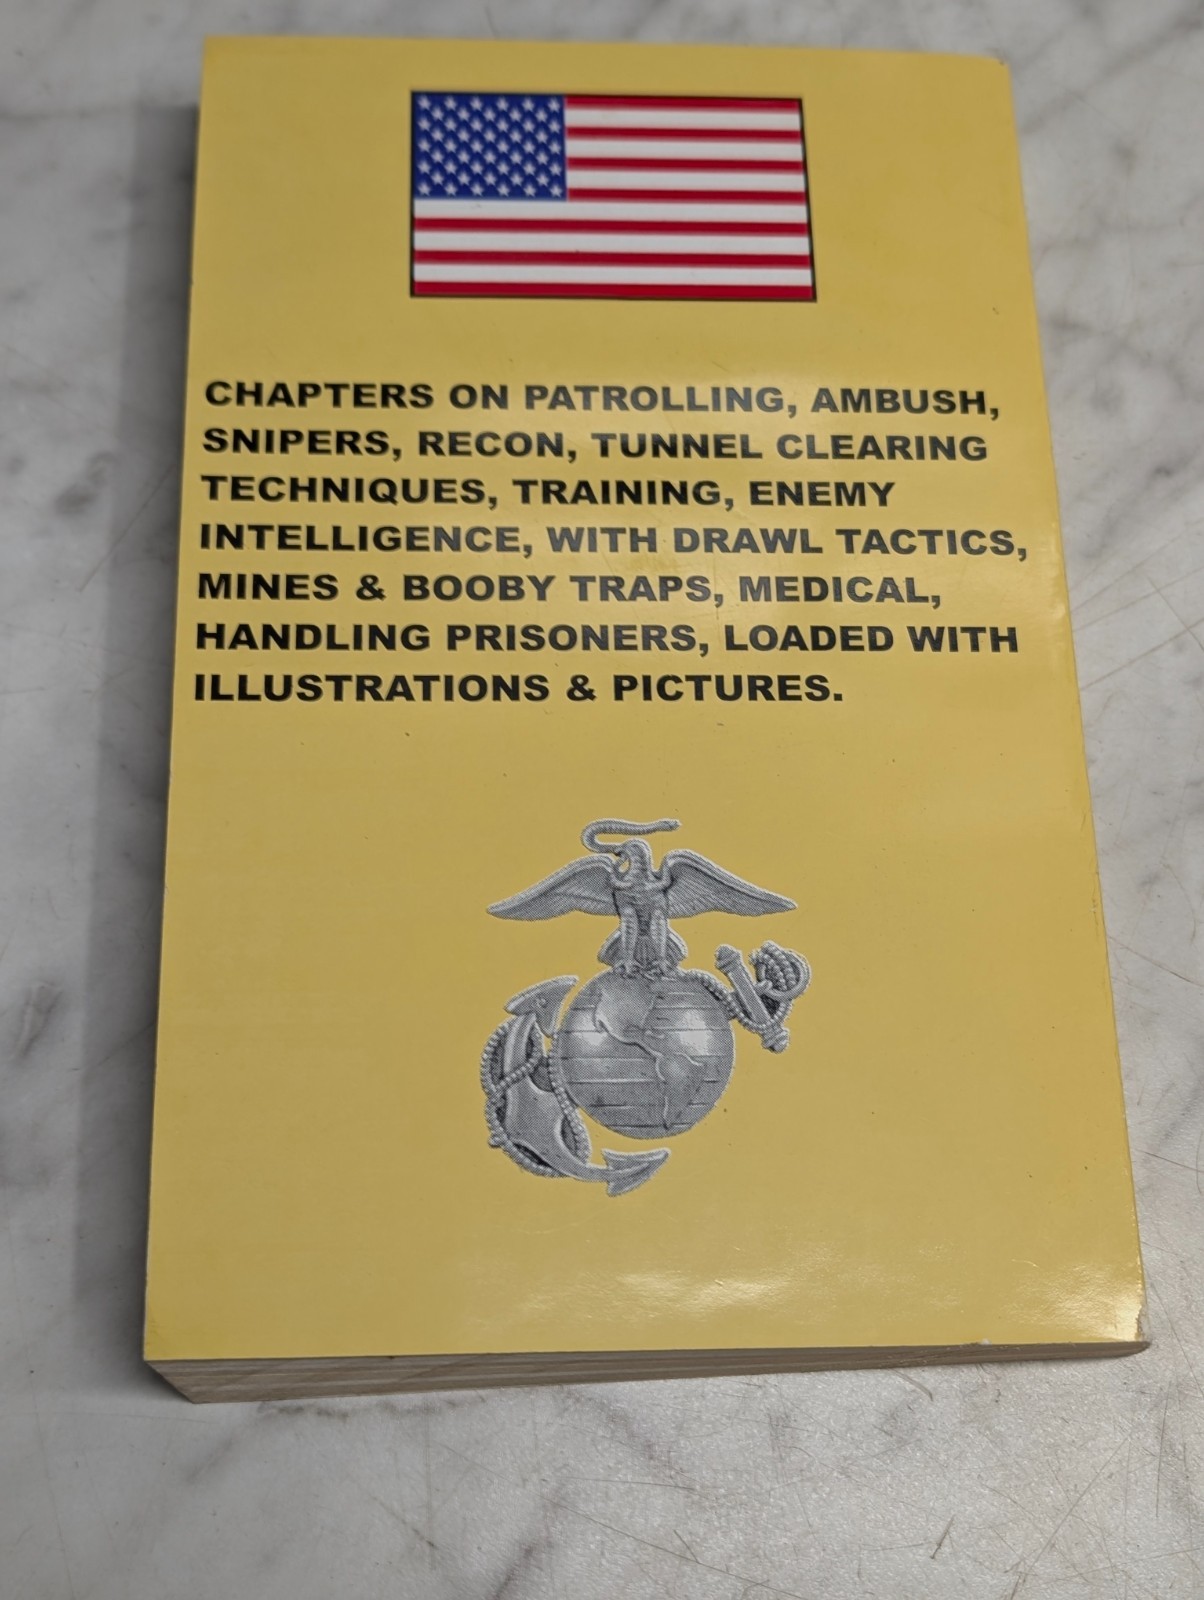 CHAPTERS ON PATROLLING, AMBUSH,
SNIPERS, RECON, TUNNEL CLEARING
TECHNIQUES, TRAINING, ENEMY
INTELLIGENCE, WITH DRAWL TACTICS,
MINES & BOOBY TRAPS, MEDICAL,
HANDLING PRISONERS, LOADED WITH
ILLUSTRATIONS & PICTURES.